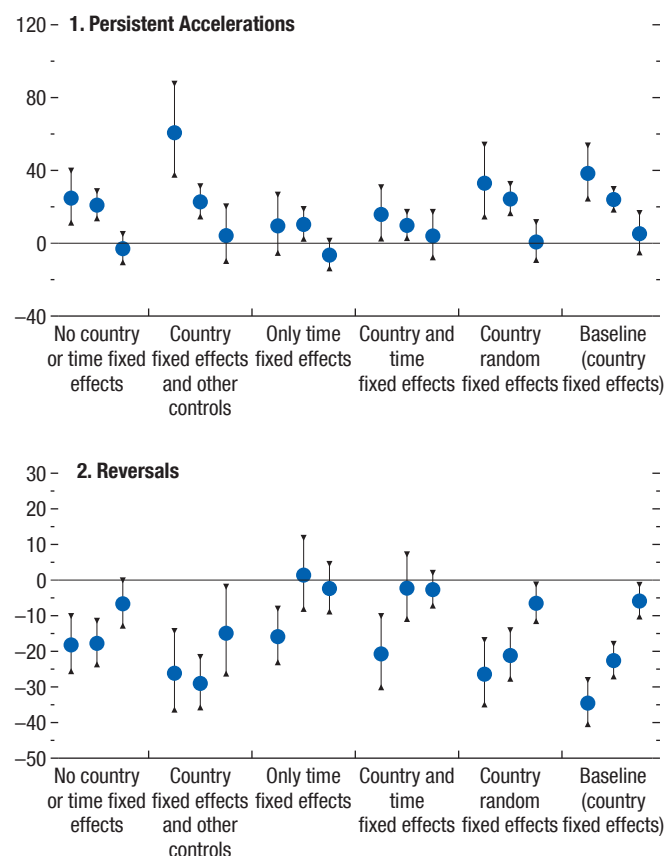 1. Persistent Accelerations
120
80
40
0
–40
No country or time fixed effects
Country fixed effects and other controls
Only time fixed effects
Country and time fixed effects
Country random fixed effects
Baseline (country fixed effects)
2. Reversals
30
20
10
0
–10
–20
–30
–40
–50
No country or time fixed effects
Country fixed effects and other controls
Only time fixed effects
Country and time fixed effects
Country random fixed effects
Baseline (country fixed effects)